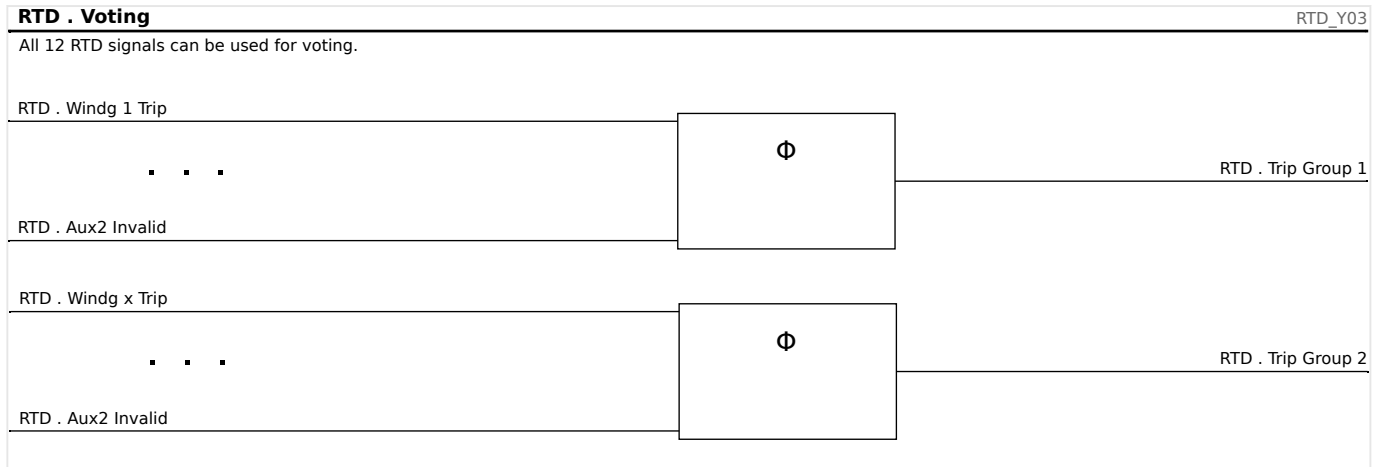 RTD . Voting
RTD_Y03
All 12 RTD signals can be used for voting.
RTD . Windg 1 Trip
Φ
. . .
RTD . Trip Group 1
RTD . Aux2 Invalid
RTD . Windg x Trip
Φ
. . .
RTD . Trip Group 2
RTD . Aux2 Invalid